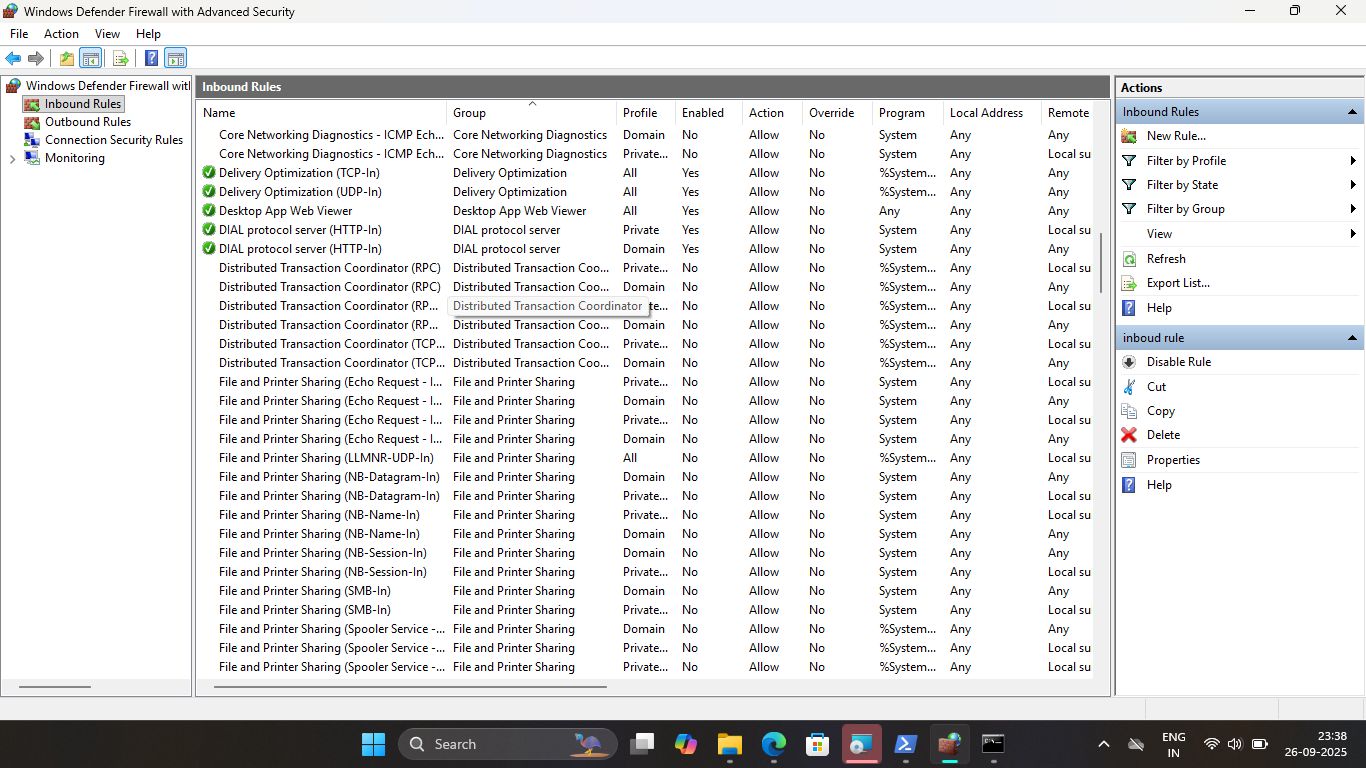 Windows Defender Firewall with Advanced Security
File Action View Help
Windows Defender Firewall wit
Inbound Rules
Outbound Rules
Connection Security Rules
Monitoring
Inbound Rules
Name Group Profile Enabled Action Override Program Local Address Remote
Core Networking Diagnostics - ICMP Ech... Core Networking Diagnostics Domain No Allow No System Any Any
Core Networking Diagnostics - ICMP Ech... Core Networking Diagnostics Private... No Allow No System Any Local su
Delivery Optimization (TCP-In) Delivery Optimization All Yes Allow No %System... Any Any
Delivery Optimization (UDP-In) Delivery Optimization All Yes Allow No %System... Any Any
Desktop App Web Viewer Desktop App Web Viewer All Yes Allow No Any Any Any
DIAL protocol server (HTTP-In) DIAL protocol server Private Yes Allow No System Any Local su
DIAL protocol server (HTTP-In) DIAL protocol server Domain Yes Allow No System Any Any
Distributed Transaction Coordinator (RPC) Distributed Transaction Coo... Private... No Allow No %System... Any Local su
Distributed Transaction Coordinator (RPC) Distributed Transaction Coo... Domain No Allow No %System... Any Any
Distributed Transaction Coordinator (RP... Distributed Transaction Coordinator te... No Allow No %System... Any Local su
Distributed Transaction Coordinator (RP... Distributed Transaction Coo... Domain No Allow No %System... Any Any
Distributed Transaction Coordinator (TCP... Distributed Transaction Coo... Private... No Allow No %System... Any Local su
Distributed Transaction Coordinator (TCP... Distributed Transaction Coo... Domain No Allow No %System... Any Any
File and Printer Sharing (Echo Request - I... File and Printer Sharing Private... No Allow No System Any Local su
File and Printer Sharing (Echo Request - I... File and Printer Sharing Domain No Allow No System Any Any
File and Printer Sharing (Echo Request - I... File and Printer Sharing Private... No Allow No System Any Local su
File and Printer Sharing (Echo Request - I... File and Printer Sharing Domain No Allow No System Any Any
File and Printer Sharing (LLMNR-UDP-In) File and Printer Sharing All No Allow No %System... Any Local su
File and Printer Sharing (NB-Datagram-In) File and Printer Sharing Domain No Allow No System Any Any
File and Printer Sharing (NB-Datagram-In) File and Printer Sharing Private... No Allow No System Any Local su
File and Printer Sharing (NB-Name-In) File and Printer Sharing Private... No Allow No System Any Local su
File and Printer Sharing (NB-Name-In) File and Printer Sharing Domain No Allow No System Any Any
File and Printer Sharing (NB-Session-In) File and Printer Sharing Domain No Allow No System Any Any
File and Printer Sharing (NB-Session-In) File and Printer Sharing Private... No Allow No System Any Local su
File and Printer Sharing (SMB-In) File and Printer Sharing Domain No Allow No System Any Any
File and Printer Sharing (SMB-In) File and Printer Sharing Private... No Allow No System Any Local su
File and Printer Sharing (Spooler Service -... File and Printer Sharing Domain No Allow No %System... Any Any
File and Printer Sharing (Spooler Service -... File and Printer Sharing Private... No Allow No %System... Any Local su
File and Printer Sharing (Spooler Service -... File and Printer Sharing Private... No Allow No %System... Any Local su
Actions
Inbound Rules
New Rule...
Filter by Profile
Filter by State
Filter by Group
View
Refresh
Export List...
Help
inboud rule
Disable Rule
Cut
Copy
Delete
Properties
Help
Search
ENG
IN
23:38
26-09-2025